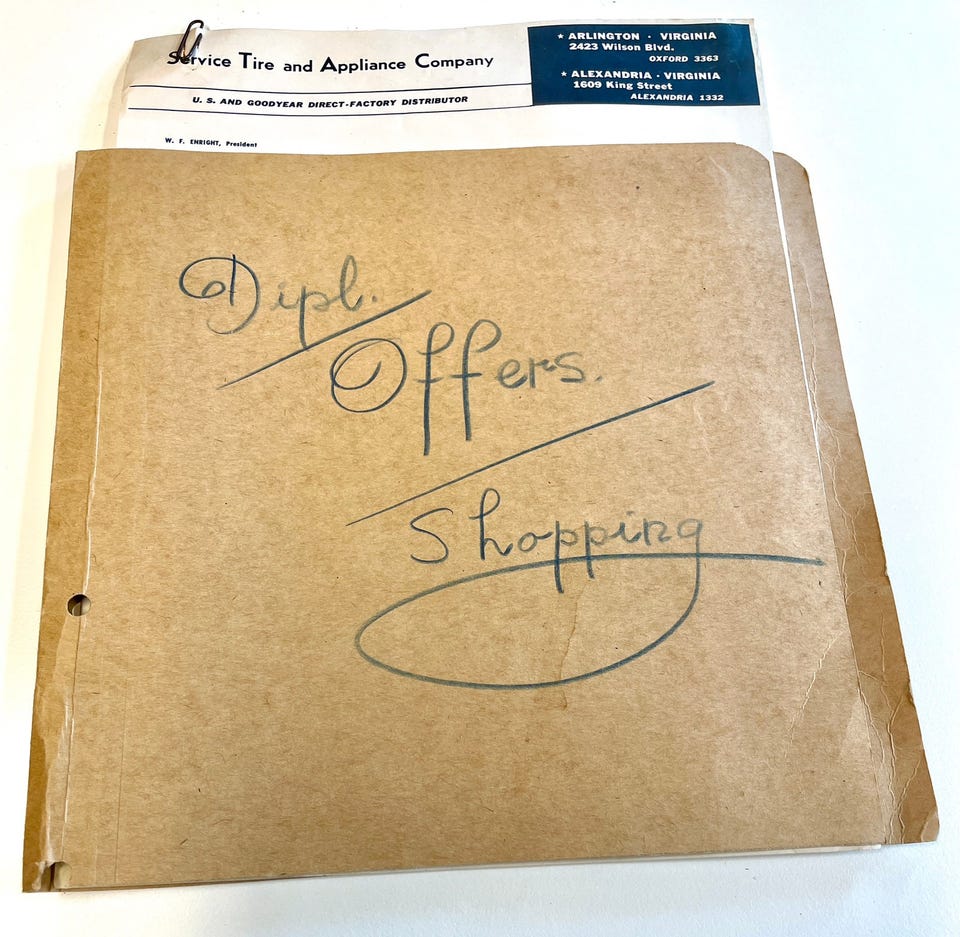 Service Tire and Appliance Company
U. S. AND GOODYEAR DIRECT-FACTORY DISTRIBUTOR
W. F. ENRIGHT, President
★ ARLINGTON · VIRGINIA
2423 Wilson Blvd.
OXFORD 3363
★ ALEXANDRIA · VIRGINIA
1609 King Street
ALEXANDRIA 1332
Dipl.
Offers.
Shopping